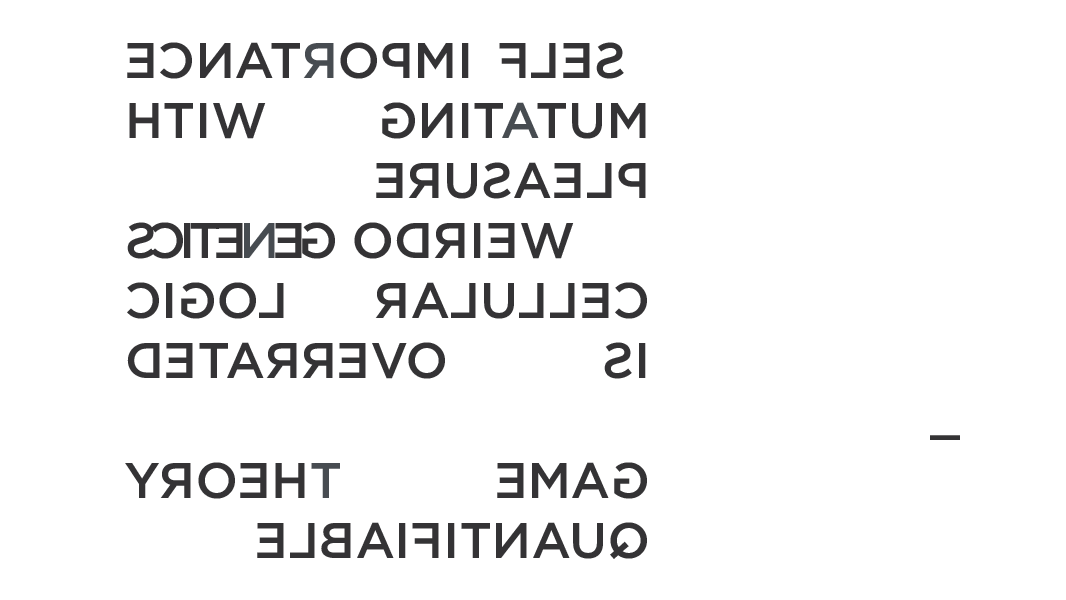 SELF IMPORTANCE
MUTATING WITH
PLEASURE
WEIRDO GENETICS
CELLULAR LOGIC
IS OVERRATED
–
GAME THEORY
QUANTIFIABLE